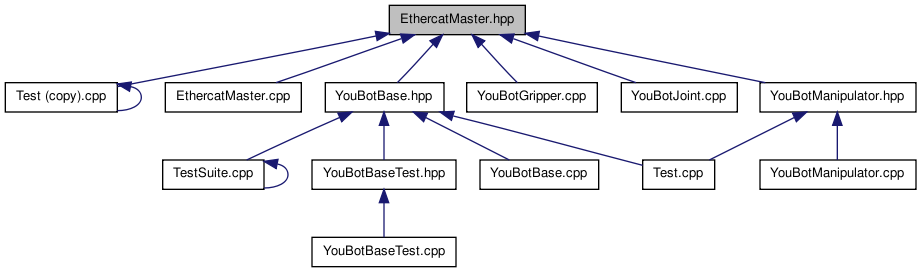 EthercatMaster.hpp
Test (copy).cpp
EthercatMaster.cpp
YouBotBase.hpp
YouBotGripper.cpp
YouBotJoint.cpp
YouBotManipulator.hpp
TestSuite.cpp
YouBotBaseTest.hpp
YouBotBase.cpp
Test.cpp
YouBotManipulator.cpp
YouBotBaseTest.cpp